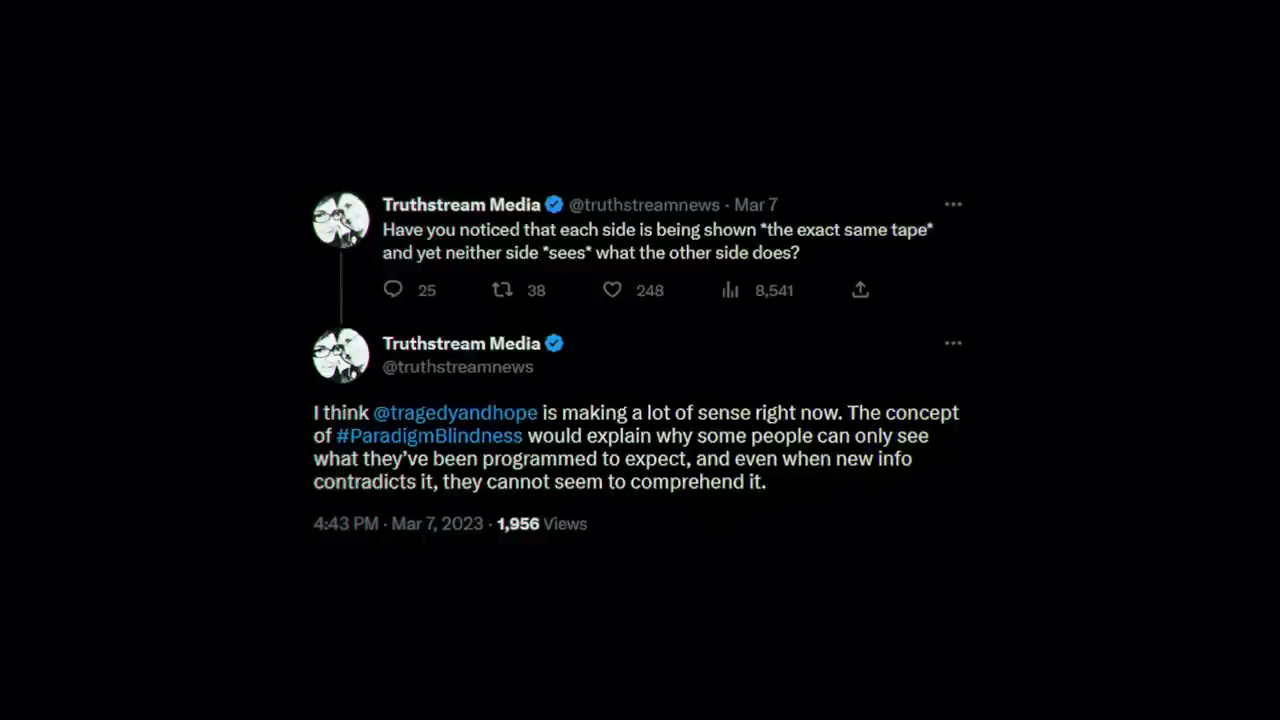 Truthstream Media @truthstreamnews · Mar 7
Have you noticed that each side is being shown *the exact same tape*
and yet neither side *sees* what the other side does?
25 38 248 8,541
Truthstream Media
@truthstreamnews
I think @tragedyandhope is making a lot of sense right now. The concept
of #ParadigmBlindness would explain why some people can only see
what they've been programmed to expect, and even when new info
contradicts it, they cannot seem to comprehend it.
4:43 PM · Mar 7, 2023 · 1,956 Views